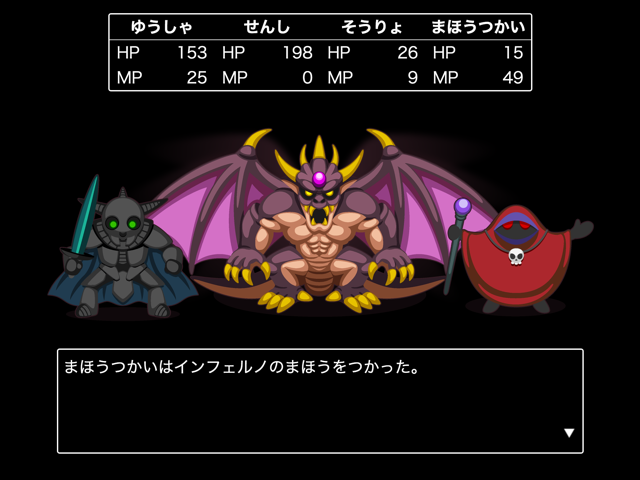 ゆうしゃ せんし そうりょ まほうつかい
HP 153 HP 198 HP 26 HP 15
MP 25 MP 0 MP 9 MP 49
まほうつかいはインフェルノのまほうをつかった。
▼